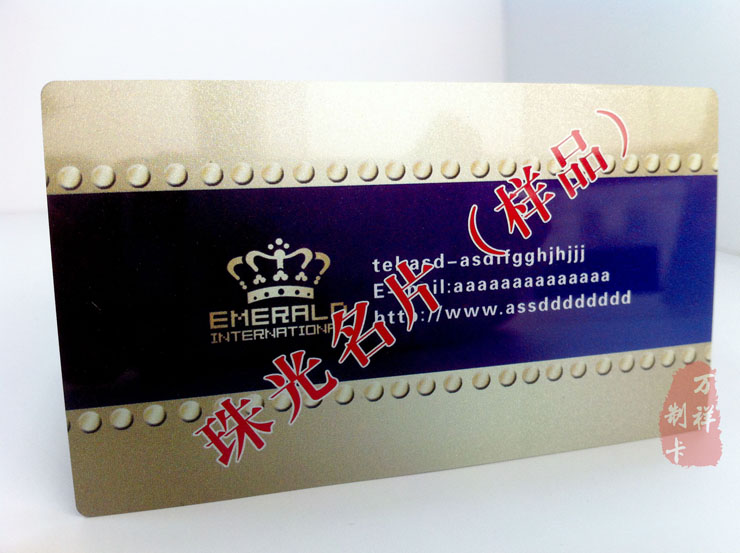 EMERALD
INTERNATIONAL
tel:asd-asdffgghjhjjj
E-mail:aaaaaaaaaaaaaaa
http://www.assddddddddd
珠光名片（样品）
万祥
制卡